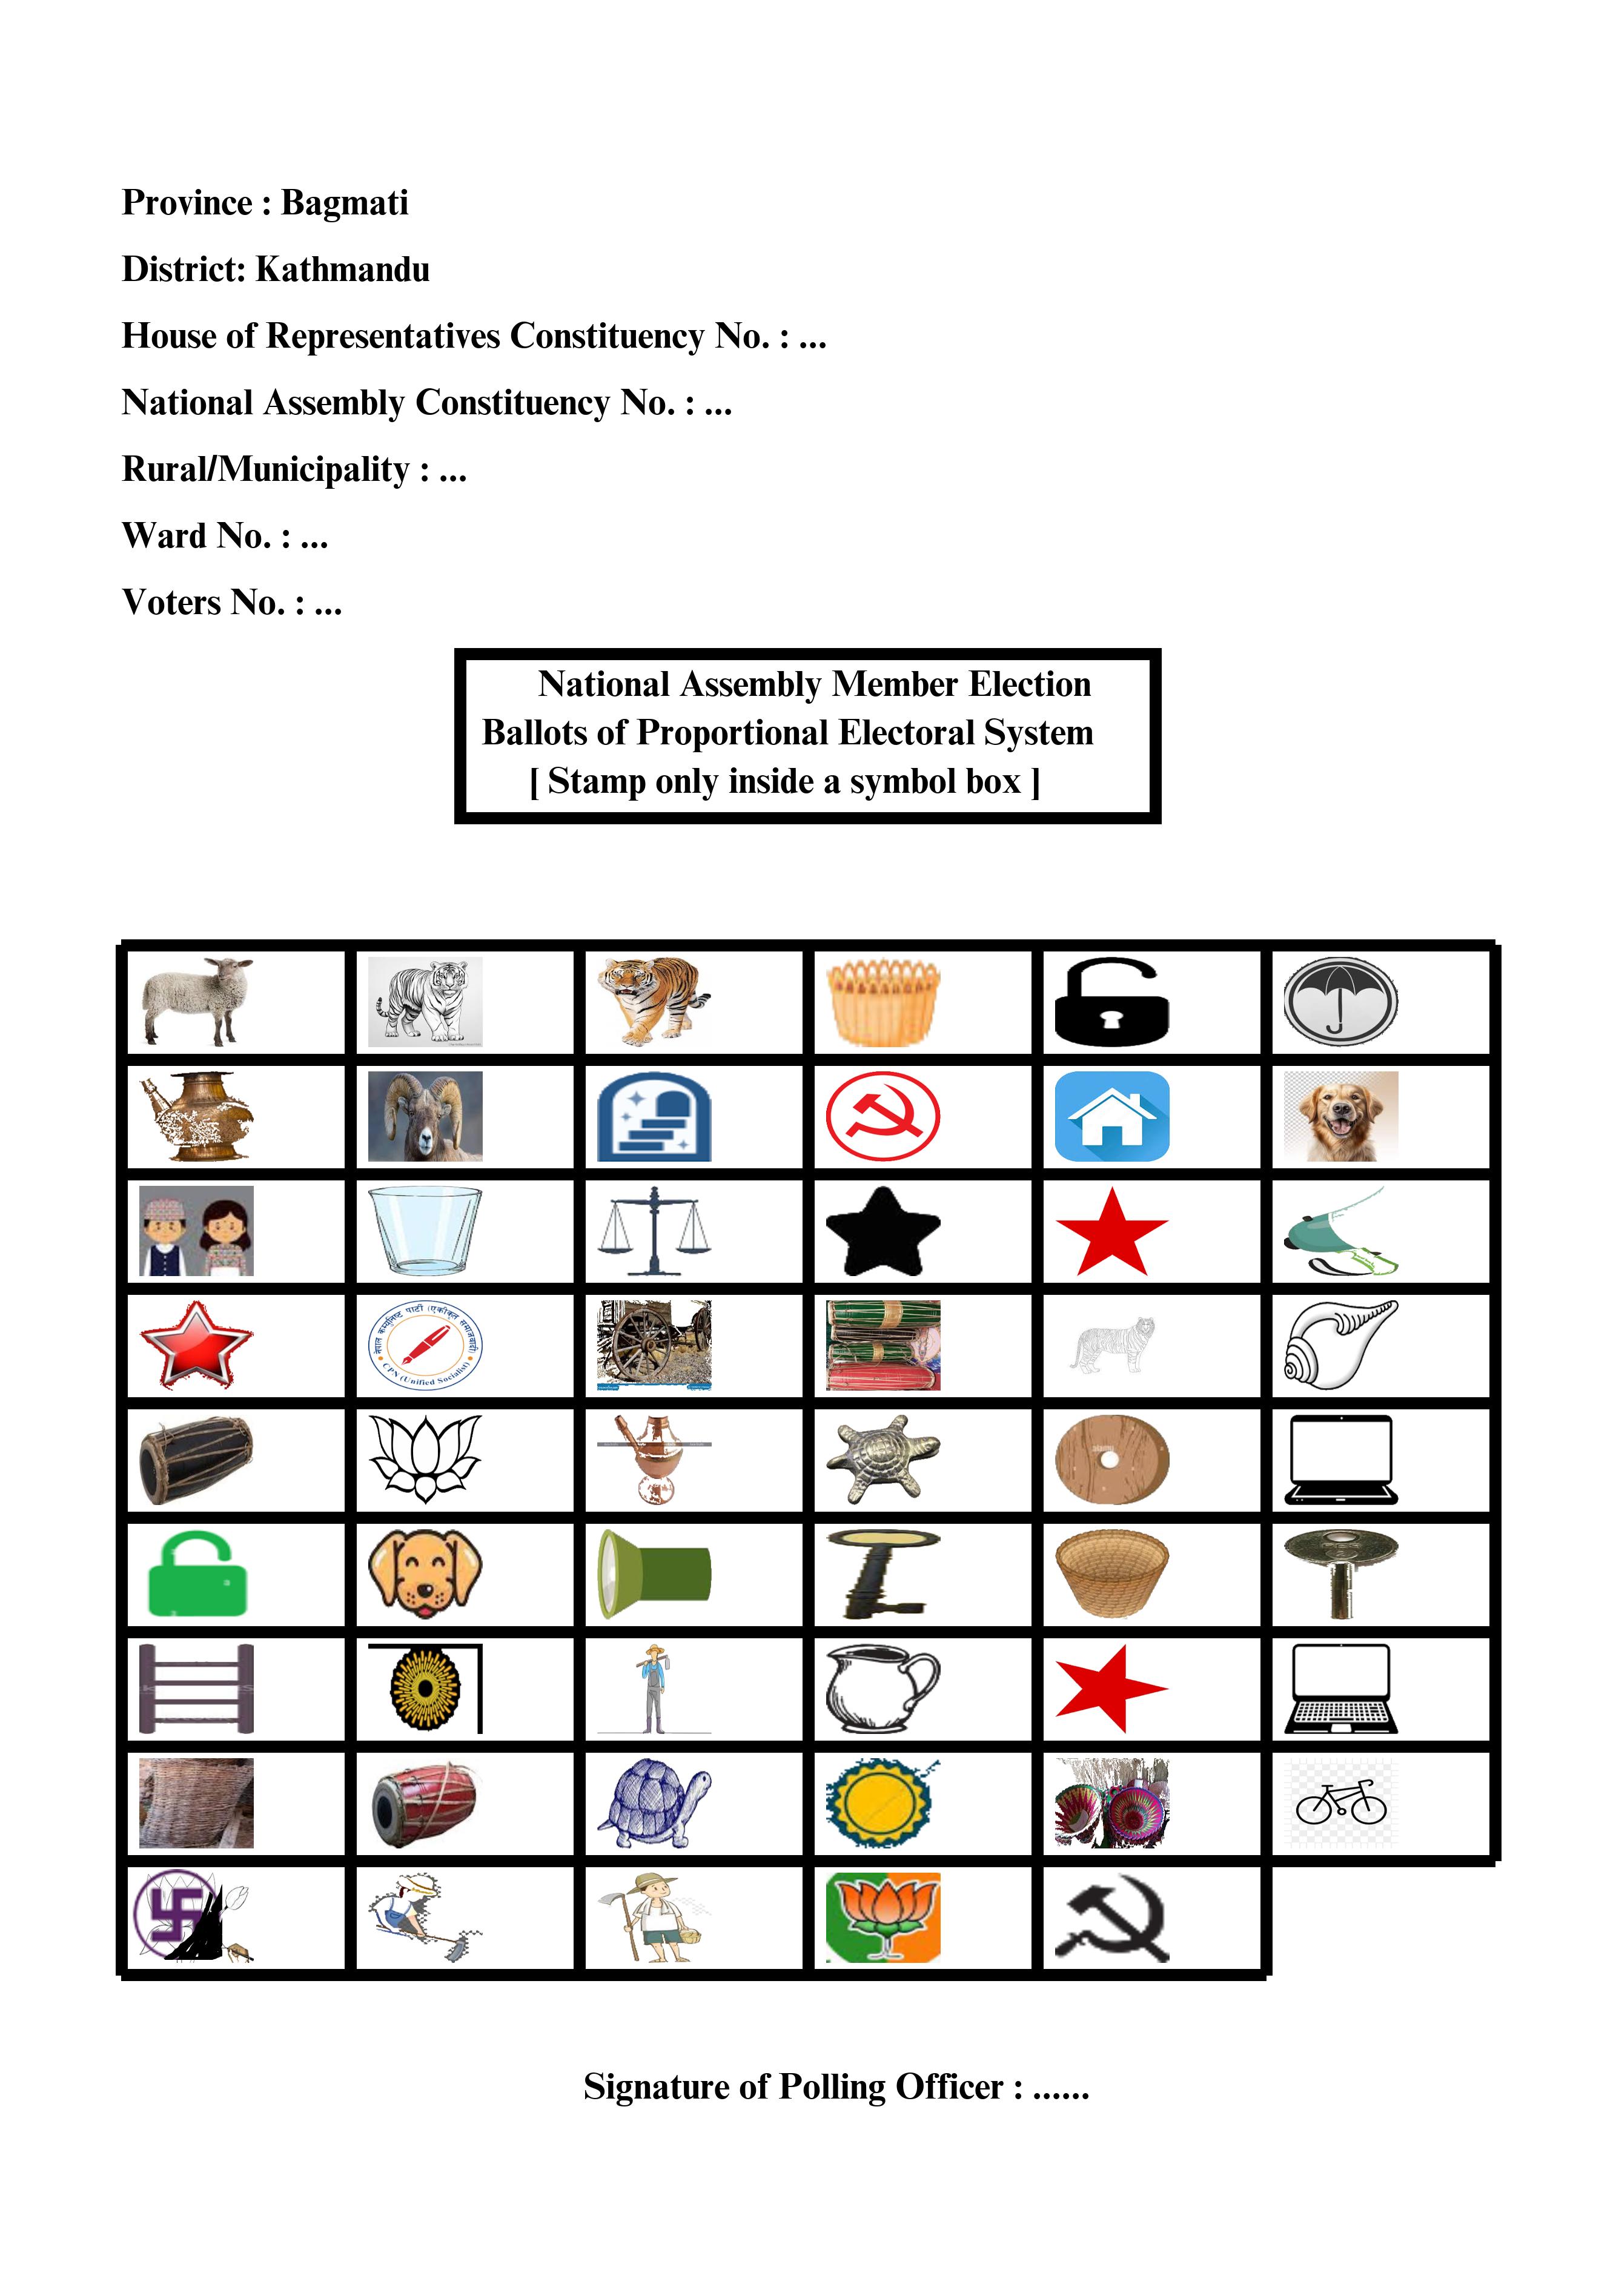 Province : Bagmati
District: Kathmandu
House of Representatives Constituency No. : ...
National Assembly Constituency No. : ...
Rural/Municipality : ...
Ward No. : ...
Voters No. : ...
National Assembly Member Election
Ballots of Proportional Electoral System
[ Stamp only inside a symbol box ]
नेपाल कम्युनिष्ट पार्टी (एकीकृत समाजवादी)
CPN (Unified Socialist)
Signature of Polling Officer : ......